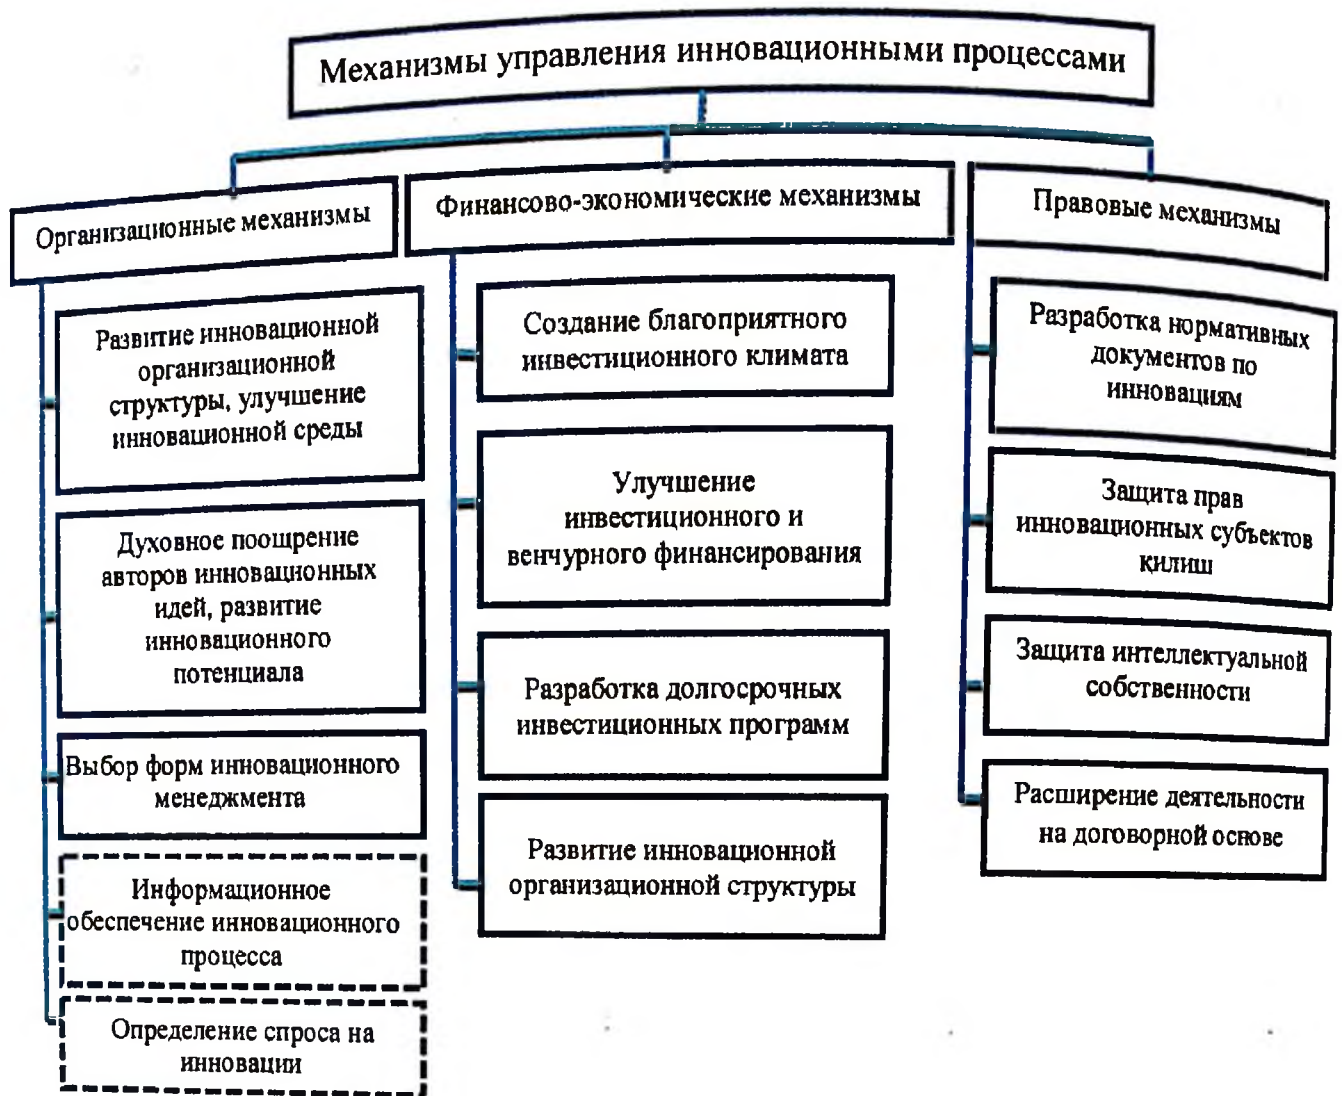 Механизмы управления инновационными процессами
Организационные механизмы
Развитие инновационной
организационной
структуры, улучшение
инновационной среды
Духовное поощрение
авторов инновационных
идей, развитие
инновационного
потенциала
Выбор форм инновационного
менеджмента
Информационное
обеспечение инновационного
процесса
Определение спроса на
инновации
Финансово-экономические механизмы
Создание благоприятного
инвестиционного климата
Улучшение
инвестиционного и
венчурного финансирования
Разработка долгосрочных
инвестиционных программ
Развитие инновационной
организационной структуры
Правовые механизмы
Разработка нормативных
документов по
инновациям
Защита прав
инновационных субъектов
қилиш
Защита интеллектуальной
собственности
Расширение деятельности
на договорной основе